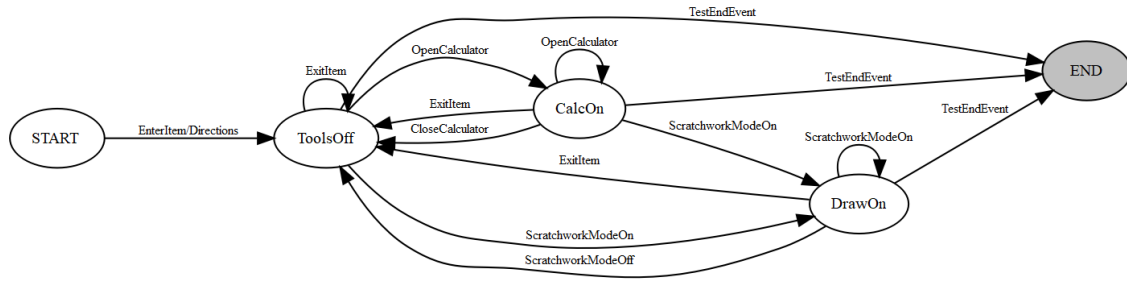 TestEndEvent
OpenCalculator
OpenCalculator
ExitItem
END
TestEndEvent
ExitItem
CalcOn
TestEndEvent
EnterItem/Directions
CloseCalculator
ScratchworkModeOn
START
ToolsOff
ScratchworkModeOn
ExitItem
DrawOn
ScratchworkModeOn
ScratchworkModeOff